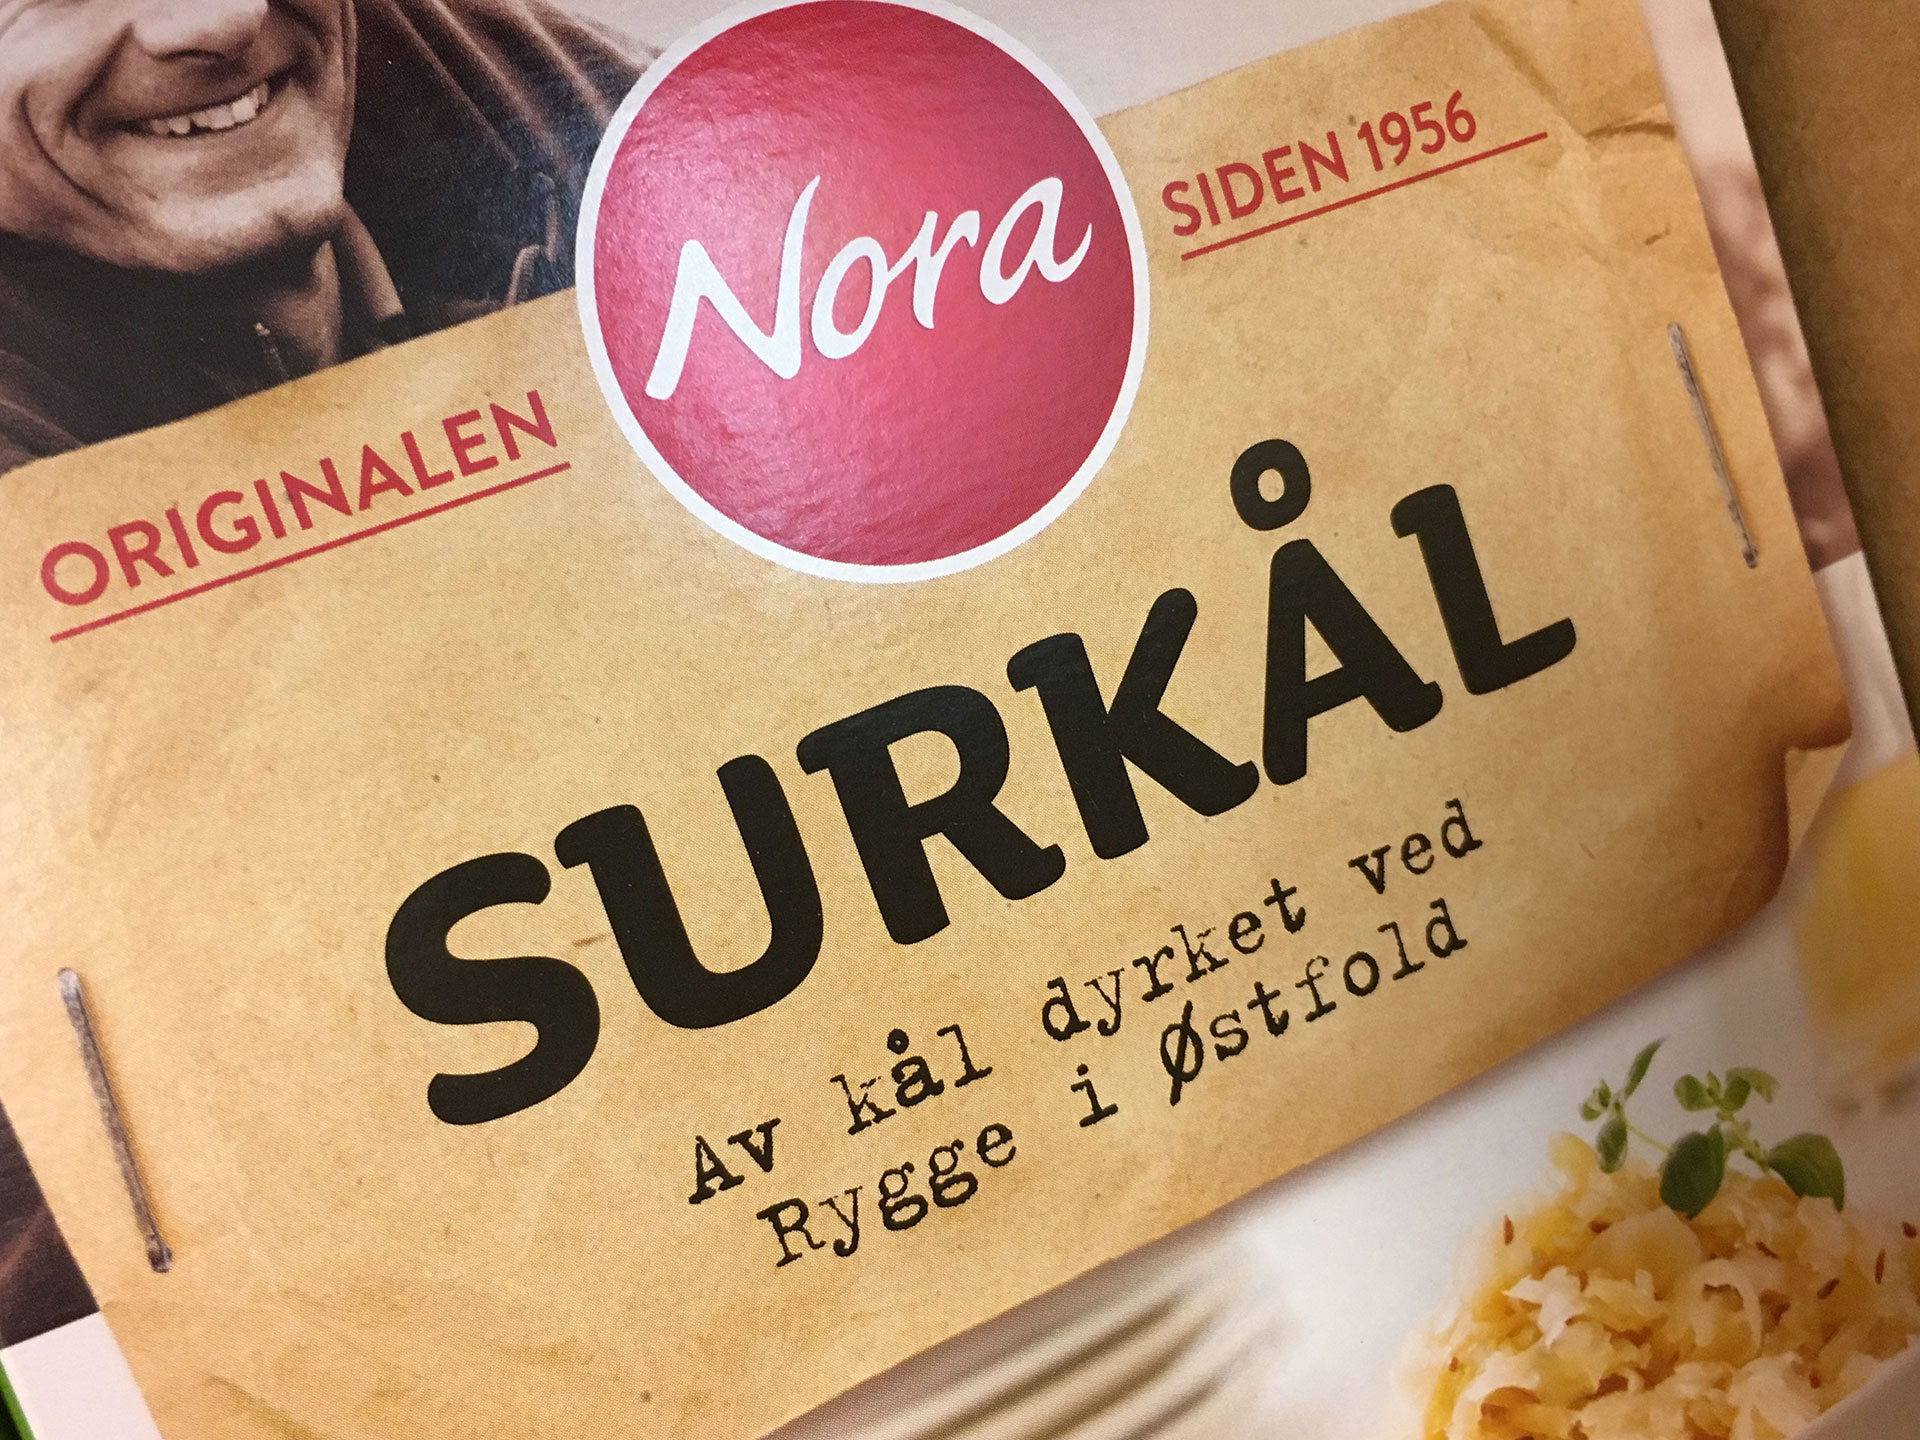 Nora
ORIGINALEN
SIDEN 1956
SURKÅL
Av kål dyrket ved
Rygge i Østfold